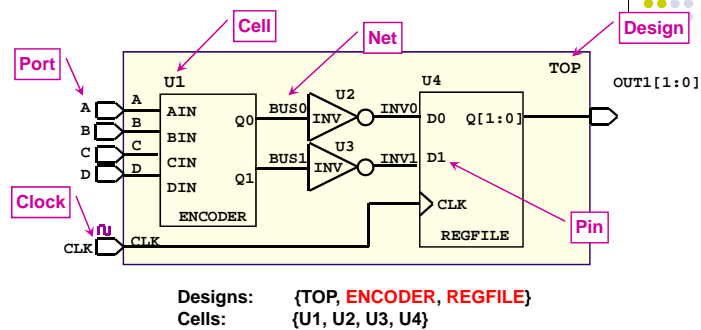 Cell
Net
Design
Port
U1
U2
U4
TOP
OUT1[1:0]
A
A
AIN
Q0
BUS0
INV
INV0
D0
Q[1:0]
B
B
BIN
U3
C
C
CIN
Q1
BUS1
INV
INV1
D1
D
D
DIN
Clock
ENCODER
CLK
Pin
REGFILE
CLK
CLK
Designs: {TOP, ENCODER, REGFILE}
Cells: {U1, U2, U3, U4}